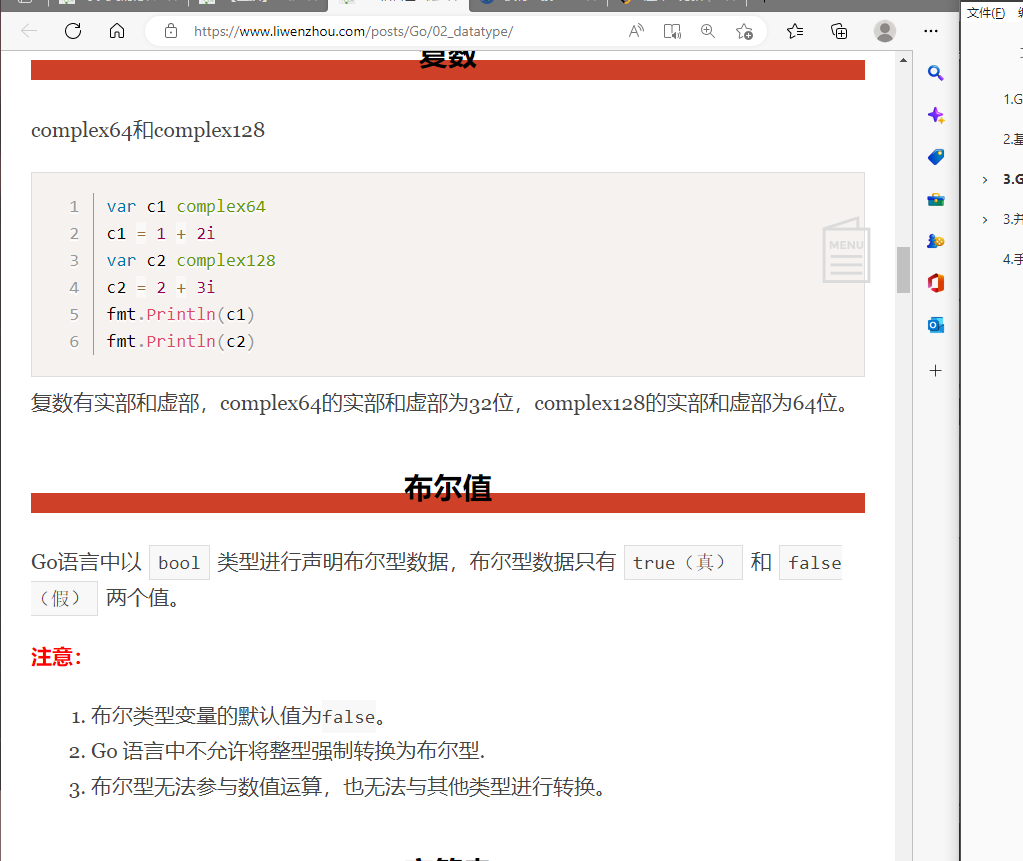 https://www.liwenzhou.com/posts/Go/02_datatype/
文件(F)
复数
complex64和complex128
1 var c1 complex64
2 c1 = 1 + 2i
3 var c2 complex128
4 c2 = 2 + 3i
5 fmt.Println(c1)
6 fmt.Println(c2)
MENU
复数有实部和虚部，complex64的实部和虚部为32位，complex128的实部和虚部为64位。
布尔值
Go语言中以 bool 类型进行声明布尔型数据，布尔型数据只有 true（真） 和 false
（假） 两个值。
注意：
1. 布尔类型变量的默认值为false。
2. Go 语言中不允许将整型强制转换为布尔型.
3. 布尔型无法参与数值运算，也无法与其他类型进行转换。
1.G
2.基
3.G
3.并
4.手